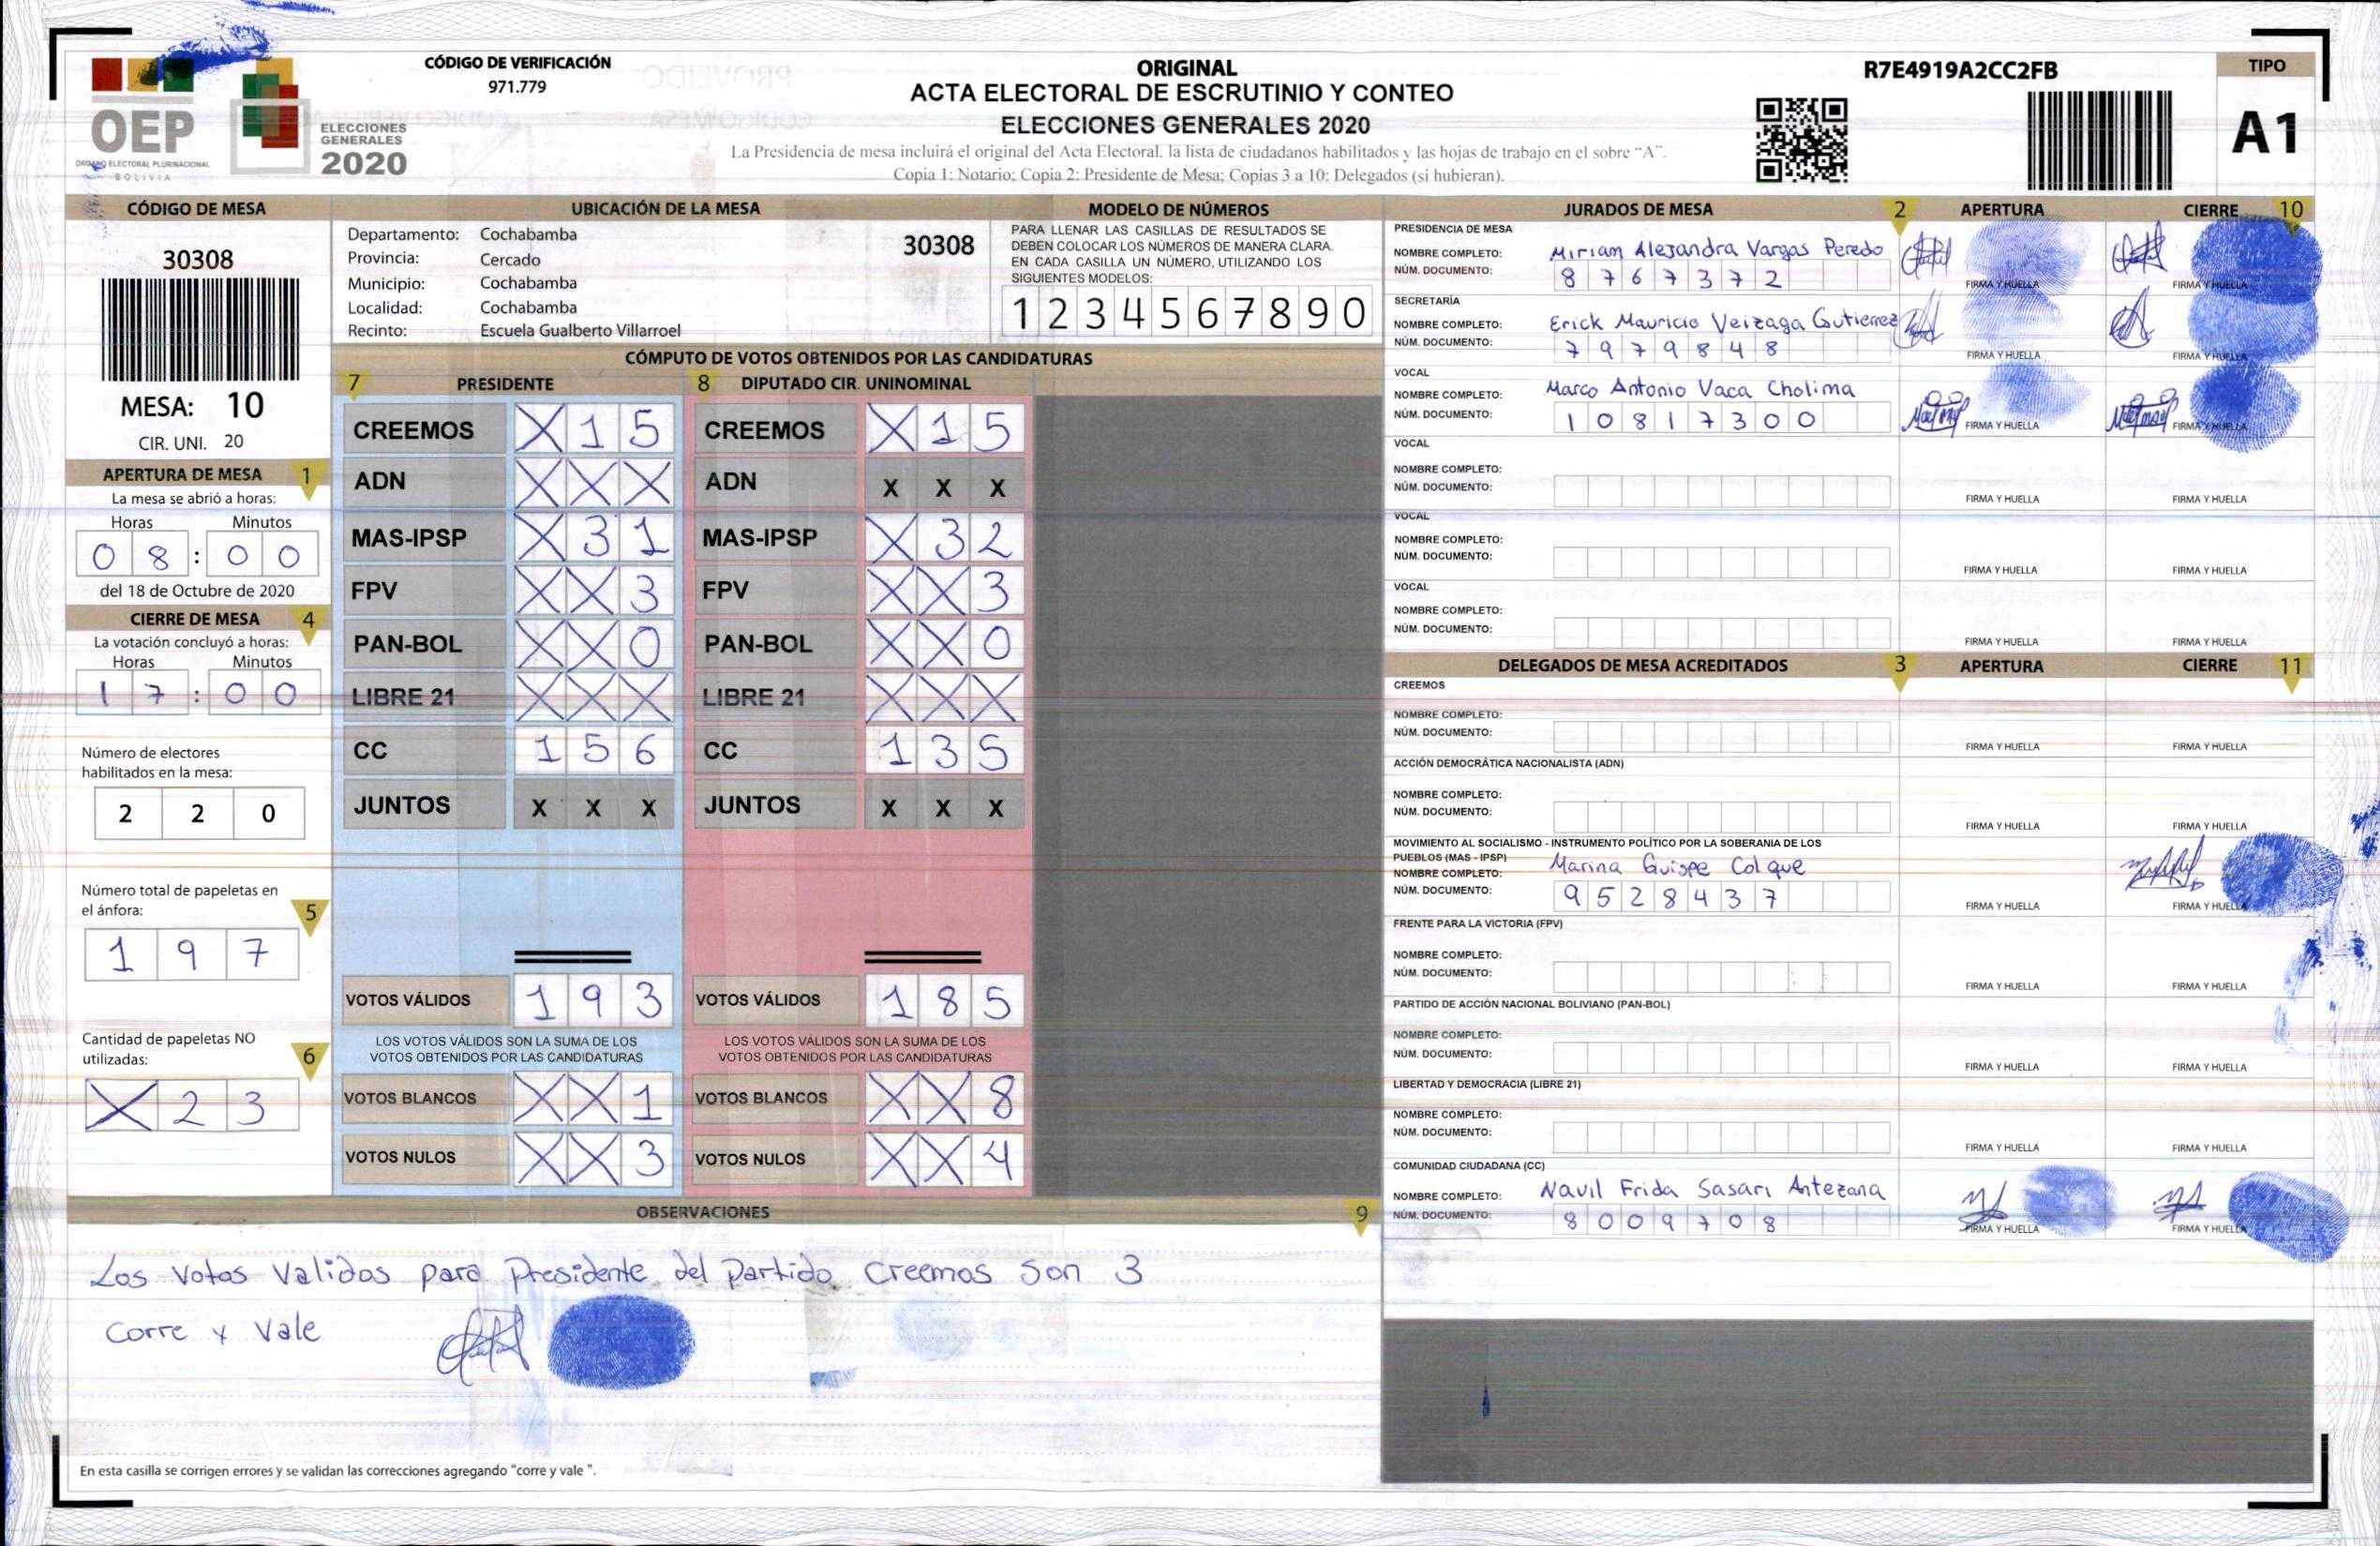 OEP
ÓRGANO ELECTORAL PLURINACIONAL
BOLIVIA
ELECCIONES
GENERALES
2020
CÓDIGO DE VERIFICACIÓN
971.779
ORIGINAL
ACTA ELECTORAL DE ESCRUTINIO Y CONTEO
ELECCIONES GENERALES 2020
La Presidencia de mesa incluirá el original del Acta Electoral, la lista de ciudadanos habilitados y las hojas de trabajo en el sobre “A”.
Copia 1: Notario; Copia 2: Presidente de Mesa; Copias 3 a 10: Delegados (si hubieran).
R7E4919A2CC2FB
TIPO
A1
CÓDIGO DE MESA
30308
MESA: 10
CIR. UNI. 20
APERTURA DE MESA 1
La mesa se abrió a horas:
Horas Minutos
0 8 : 0 0
del 18 de Octubre de 2020
CIERRE DE MESA 4
La votación concluyó a horas:
Horas Minutos
1 7 : 0 0
Número de electores
habilitados en la mesa:
2 2 0
Número total de papeletas en
el ánfora:
5
1 9 7
Cantidad de papeletas NO
utilizadas:
6
X 2 3
UBICACIÓN DE LA MESA
Departamento: Cochabamba
Provincia: Cercado
Municipio: Cochabamba
Localidad: Cochabamba
Recinto: Escuela Gualberto Villarroel
30308
MODELO DE NÚMEROS
PARA LLENAR LAS CASILLAS DE RESULTADOS SE
DEBEN COLOCAR LOS NÚMEROS DE MANERA CLARA.
EN CADA CASILLA UN NÚMERO, UTILIZANDO LOS
SIGUIENTES MODELOS:
1 2 3 4 5 6 7 8 9 0
CÓMPUTO DE VOTOS OBTENIDOS POR LAS CANDIDATURAS
7 PRESIDENTE 8 DIPUTADO CIR. UNINOMINAL
CREEMOS X 1 5 CREEMOS X 1 5
ADN X X X ADN X X X
MAS-IPSP X 3 1 MAS-IPSP X 3 2
FPV X X 3 FPV X X 3
PAN-BOL X X 0 PAN-BOL X X 0
LIBRE 21 X X X LIBRE 21 X X X
CC 1 5 6 CC 1 3 5
JUNTOS X X X JUNTOS X X X
VOTOS VÁLIDOS 1 9 3 VOTOS VÁLIDOS 1 8 5
LOS VOTOS VÁLIDOS SON LA SUMA DE LOS LOS VOTOS VÁLIDOS SON LA SUMA DE LOS
VOTOS OBTENIDOS POR LAS CANDIDATURAS VOTOS OBTENIDOS POR LAS CANDIDATURAS
VOTOS BLANCOS X X 1 VOTOS BLANCOS X X 8
VOTOS NULOS X X 3 VOTOS NULOS X X 4
OBSERVACIONES 9
Los Votos Validos para Presidente del Partido Creemos son 3
Corre y Vale
En esta casilla se corrigen errores y se validan las correcciones agregando “corre y vale ”.
JURADOS DE MESA 2 APERTURA CIERRE 10
PRESIDENCIA DE MESA
NOMBRE COMPLETO: Miriam Alejandra Vargas Peredo
NÚM. DOCUMENTO: 8 7 6 7 3 7 2
FIRMA Y HUELLA FIRMA Y HUELLA
SECRETARÍA
NOMBRE COMPLETO: Erick Mauricio Veizaga Gutierrez
NÚM. DOCUMENTO: 7 9 7 9 8 4 8
FIRMA Y HUELLA FIRMA Y HUELLA
VOCAL
NOMBRE COMPLETO: Marco Antonio Vaca Cholima
NÚM. DOCUMENTO: 1 0 8 1 7 3 0 0
FIRMA Y HUELLA FIRMA Y HUELLA
VOCAL
NOMBRE COMPLETO:
NÚM. DOCUMENTO:
FIRMA Y HUELLA FIRMA Y HUELLA
VOCAL
NOMBRE COMPLETO:
NÚM. DOCUMENTO:
FIRMA Y HUELLA FIRMA Y HUELLA
VOCAL
NOMBRE COMPLETO:
NÚM. DOCUMENTO:
FIRMA Y HUELLA FIRMA Y HUELLA
DELEGADOS DE MESA ACREDITADOS 3 APERTURA CIERRE 11
CREEMOS
NOMBRE COMPLETO:
NÚM. DOCUMENTO:
FIRMA Y HUELLA FIRMA Y HUELLA
ACCIÓN DEMOCRÁTICA NACIONALISTA (ADN)
NOMBRE COMPLETO:
NÚM. DOCUMENTO:
FIRMA Y HUELLA FIRMA Y HUELLA
MOVIMIENTO AL SOCIALISMO - INSTRUMENTO POLÍTICO POR LA SOBERANIA DE LOS
PUEBLOS (MAS - IPSP)
NOMBRE COMPLETO: Marina Quispe Colque
NÚM. DOCUMENTO: 9 5 2 8 4 3 7
FIRMA Y HUELLA FIRMA Y HUELLA
FRENTE PARA LA VICTORIA (FPV)
NOMBRE COMPLETO:
NÚM. DOCUMENTO:
FIRMA Y HUELLA FIRMA Y HUELLA
PARTIDO DE ACCIÓN NACIONAL BOLIVIANO (PAN-BOL)
NOMBRE COMPLETO:
NÚM. DOCUMENTO:
FIRMA Y HUELLA FIRMA Y HUELLA
LIBERTAD Y DEMOCRACIA (LIBRE 21)
NOMBRE COMPLETO:
NÚM. DOCUMENTO:
FIRMA Y HUELLA FIRMA Y HUELLA
COMUNIDAD CIUDADANA (CC)
NOMBRE COMPLETO: Navil Frida Sasari Antezana
NÚM. DOCUMENTO: 8 0 0 9 7 0 8
FIRMA Y HUELLA FIRMA Y HUELLA